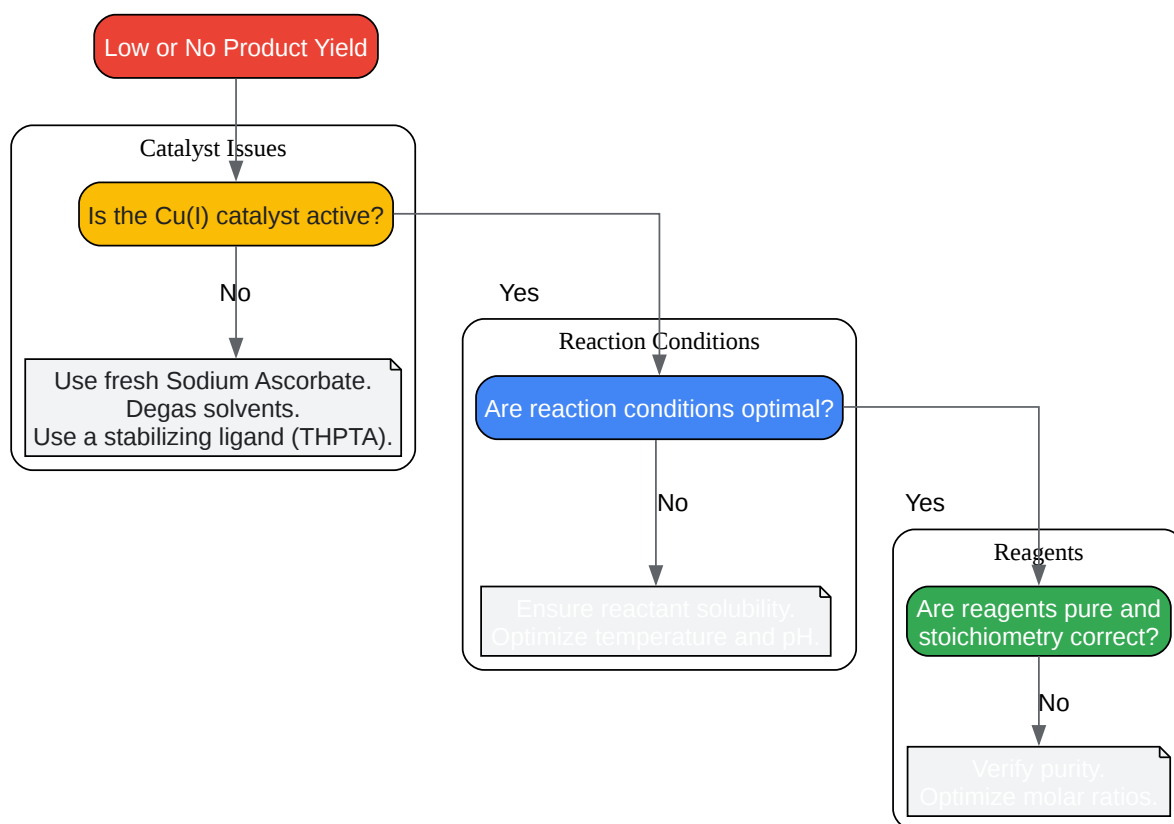 Low or No Product Yield
Catalyst Issues
Is the Cu(I) catalyst active?
No
Yes
Use fresh Sodium Ascorbate.
Degas solvents.
Use a stabilizing ligand (THPTA).
Reaction Conditions
Are reaction conditions optimal?
No
Yes
Ensure reactant solubility.
Optimize temperature and pH.
Reagents
Are reagents pure and
stoichiometry correct?
No
Verify purity.
Optimize molar ratios.